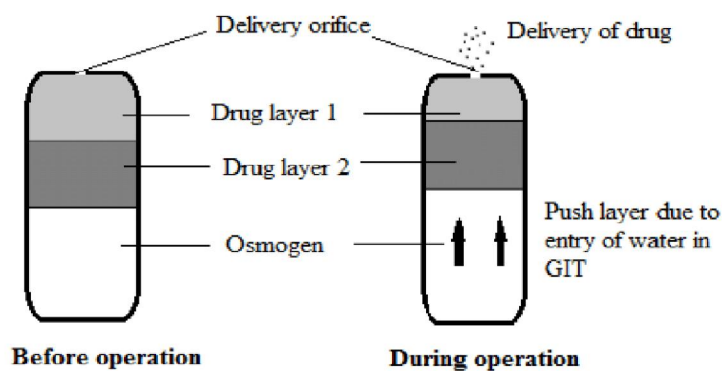 Delivery orifice
Delivery of drug
Drug layer 1
Drug layer 2
Osmogen
Push layer due to
entry of water in
GIT
Before operation
During operation